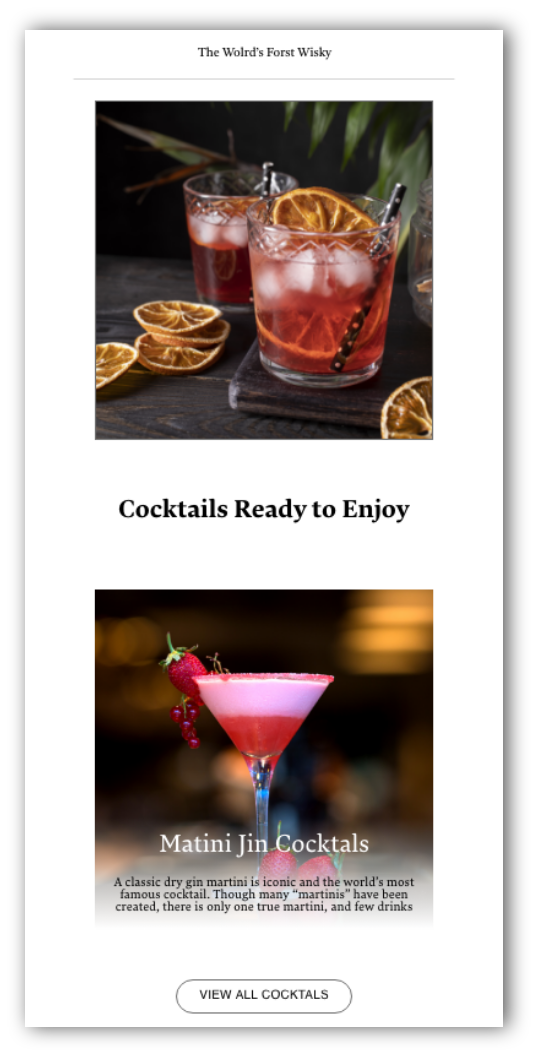 The Wolrd's Forst Wisky
Cocktails Ready to Enjoy
Matini Jin Cocktals
A classic dry gin martini is iconic and the world's most
famous cocktail. Though many “martinis” have been
created, there is only one true martini, and few drinks
VIEW ALL COCKTALS